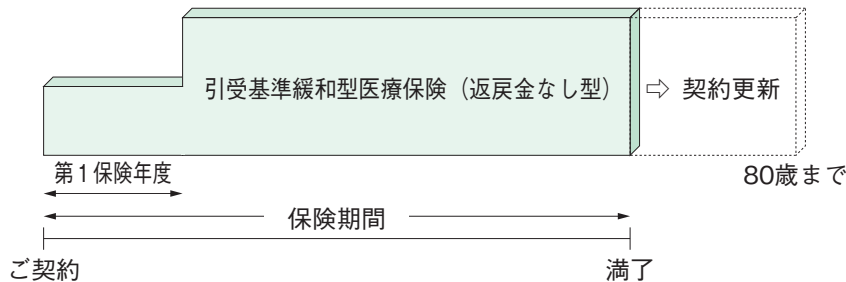 引受基準緩和型医療保険（返戻金なし型）
⇨ 契約更新
第1保険年度
80歳まで
保険期間
ご契約
満了